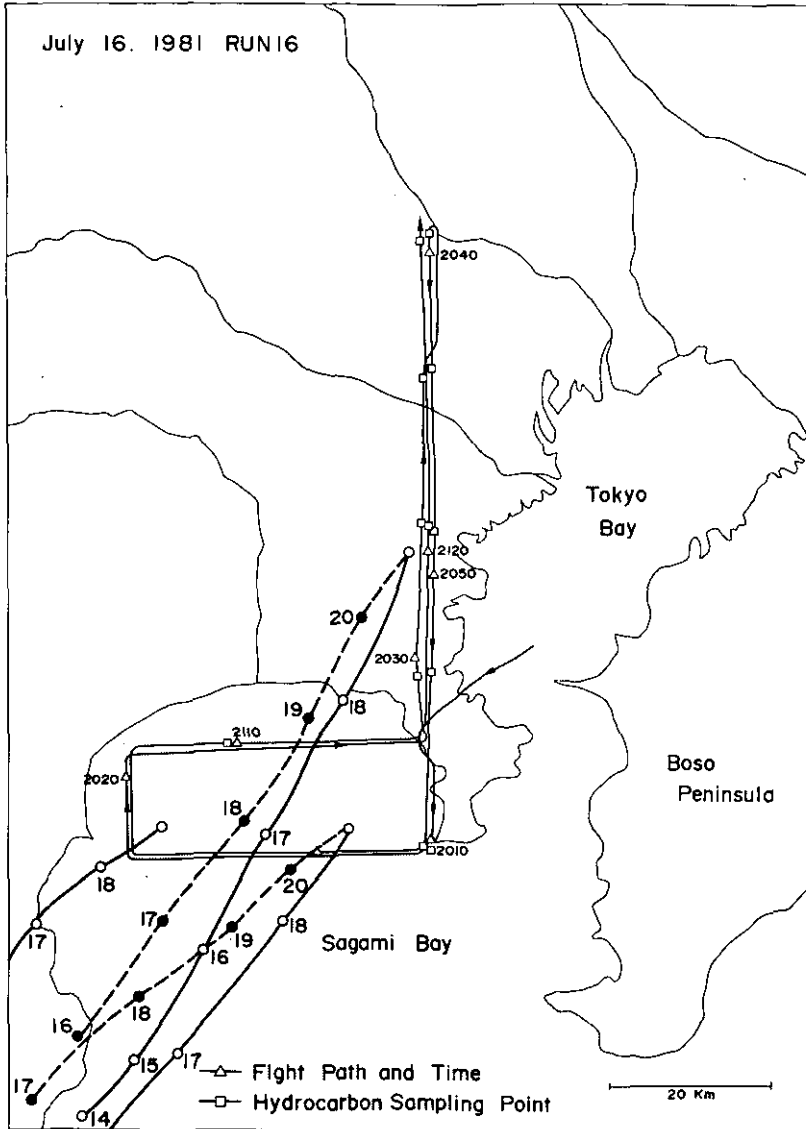 July 16. 1981 RUN16
2040
Tokyo
Bay
2120
2050
20
2030
18
19
2110
2020
Boso
Peninsula
18
17
2010
18
20
17
17
18
19
16
Sagami Bay
18
16
15
17
17
14
Flght Path and Time
Hydrocarbon Sampling Point
20 Km